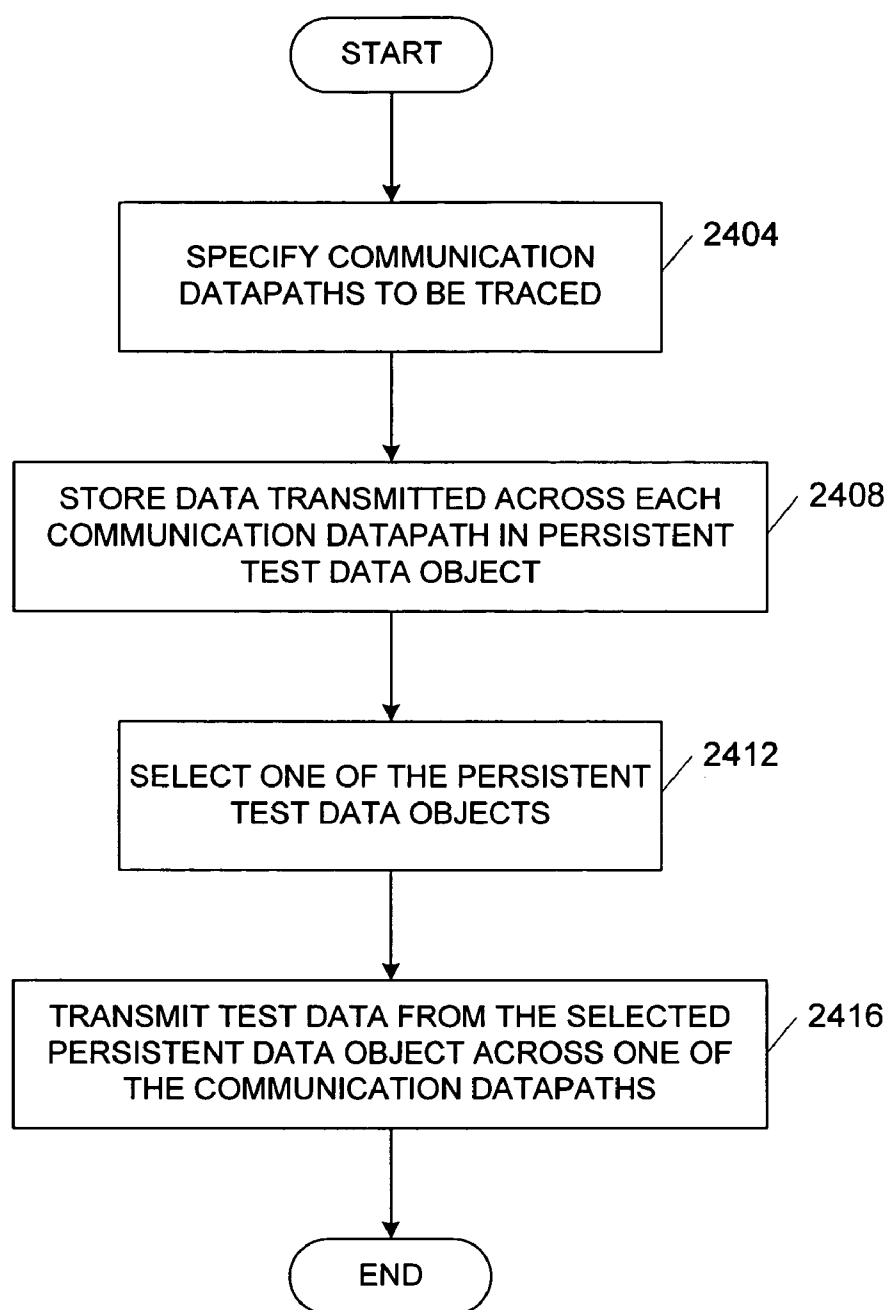 START
SPECIFY COMMUNICATION
DATAPATHS TO BE TRACED
2404
STORE DATA TRANSMITTED ACROSS EACH
COMMUNICATION DATAPATH IN PERSISTENT
TEST DATA OBJECT
2408
SELECT ONE OF THE PERSISTENT
TEST DATA OBJECTS
2412
TRANSMIT TEST DATA FROM THE SELECTED
PERSISTENT DATA OBJECT ACROSS ONE OF
THE COMMUNICATION DATAPATHS
2416
END